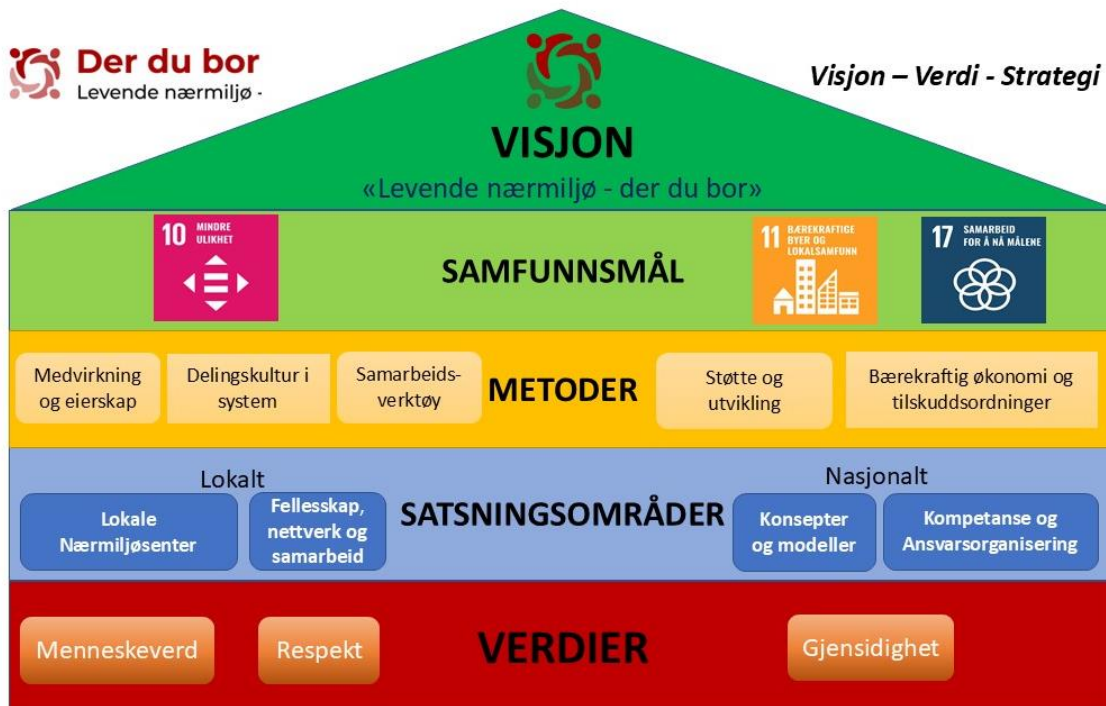 Der du bor
Levende nærmiljø -
Visjon – Verdi - Strategi
VISJON
«Levende nærmiljø - der du bor»
10 MINDRE
ULIKHET
SAMFUNNSMÅL
11 BÆREKRAFTIGE
BYER OG
LOKALSAMFUNN
17 SAMARBEID
FOR Å NÅ MÅLENE
Medvirkning
og eierskap
Delingskultur i
system
Samarbeids-
verktøy
METODER
Støtte og
utvikling
Bærekraftig økonomi og
tilskuddsordninger
Lokalt
Lokale
Nærmiljøsenter
Fellesskap,
nettverk og
samarbeid
SATSNINGSOMRÅDER
Nasjonalt
Konsepter
og modeller
Kompetanse og
Ansvarsorganisering
Menneskeverd
Respekt
VERDIER
Gjensidighet